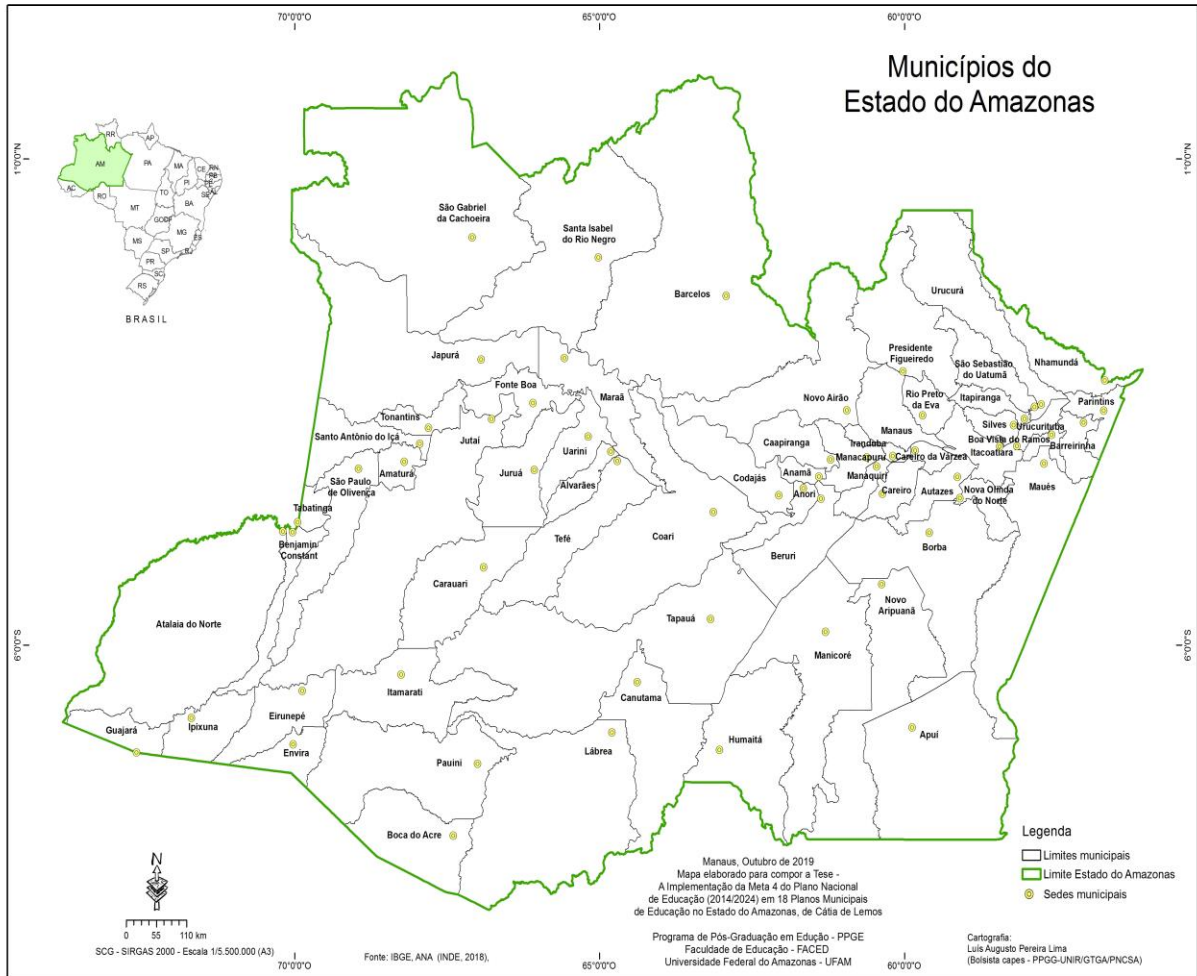 70°0'0"O
65°0'0"O
60°0'0"O
Municípios do
Estado do Amazonas
1°0'0"N
1°0'0"N
RR
AP
AM
PA
MA
CE
RN
PB
PI
AC
RO
TO
SE
AL
MT
BA
GO
DF
MG
ES
MS
SP
RJ
PR
SC
RS
BRASIL
São Gabriel
da Cachoeira
Santa Isabel
do Rio Negro
Barcelos
Urucurá
Japurá
Presidente
Figueiredo
São Sebastião
do Uatumã
Nhamundá
Fonte Boa
Maraã
Novo Airão
Rio Preto
da Eva
Itapiranga
Parintins
Tonantins
Santo Antônio do Içá
Jutaí
Uarini
Caapiranga
Manaus
Silves
Urucurituba
Iranduba
Boa Vista do Ramos
Barreirinha
Amaturá
Juruá
Alvarães
Manacapuru
Careiro da Várzea
Itacoatiara
São Paulo
de Olivença
Codajás
Anamã
Manaquiri
Anori
Careiro
Autazes
Nova Olinda
do Norte
Maués
Tabatinga
Benjamin
Constant
Tefé
Coari
Beruri
Borba
Carauari
Atalaia do Norte
Tapauá
Novo
Aripuanã
Manicoré
6°0'0"S
6°0'0"S
Itamarati
Canutama
Eirunepé
Guajará
Ipixuna
Envira
Pauini
Lábrea
Humaitá
Apuí
Boca do Acre
Legenda
Limites municipais
Limite Estado do Amazonas
Sedes municipais
N
0 55 110 km
SCG - SIRGAS 2000 - Escala 1/5.500.000 (A3)
Fonte: IBGE, ANA (INDE, 2018),
Manaus, Outubro de 2019
Mapa elaborado para compor a Tese -
A Implementação da Meta 4 do Plano Nacional
de Educação (2014/2024) em 18 Planos Municipais
de Educação no Estado do Amazonas, de Cátia de Lemos
Programa de Pós-Graduação em Edução - PPGE
Faculdade de Educação - FACED
Universidade Federal do Amazonas - UFAM
Cartografia:
Luís Augusto Pereira Lima
(Bolsista capes - PPGG-UNIR/GTGA/PNCSA)
70°0'0"O
65°0'0"O
60°0'0"O